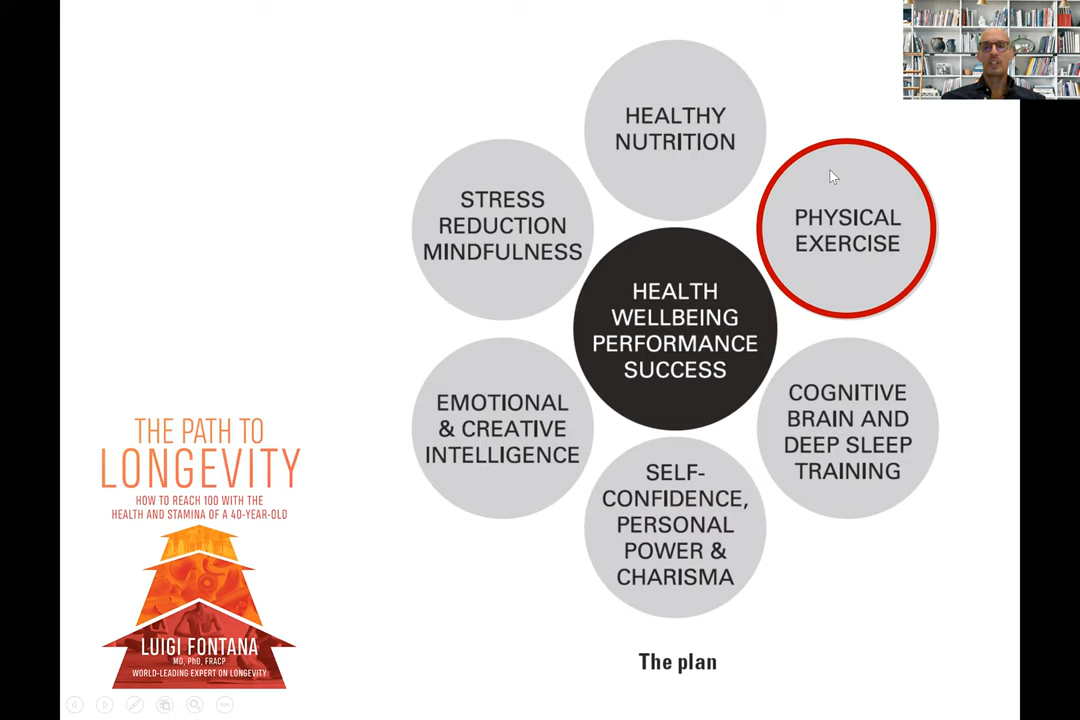 HEALTHY
NUTRITION
STRESS
REDUCTION
MINDFULNESS
PHYSICAL
EXERCISE
HEALTH
WELLBEING
PERFORMANCE
SUCCESS
EMOTIONAL
& CREATIVE
INTELLIGENCE
COGNITIVE
BRAIN AND
DEEP SLEEP
TRAINING
SELF-
CONFIDENCE,
PERSONAL
POWER &
CHARISMA
The plan
THE PATH TO
LONGEVITY
HOW TO REACH 100 WITH THE
HEALTH AND STAMINA OF A 40-YEAR-OLD
LUIGI FONTANA
MD, PhD, FRACP
WORLD-LEADING EXPERT ON LONGEVITY